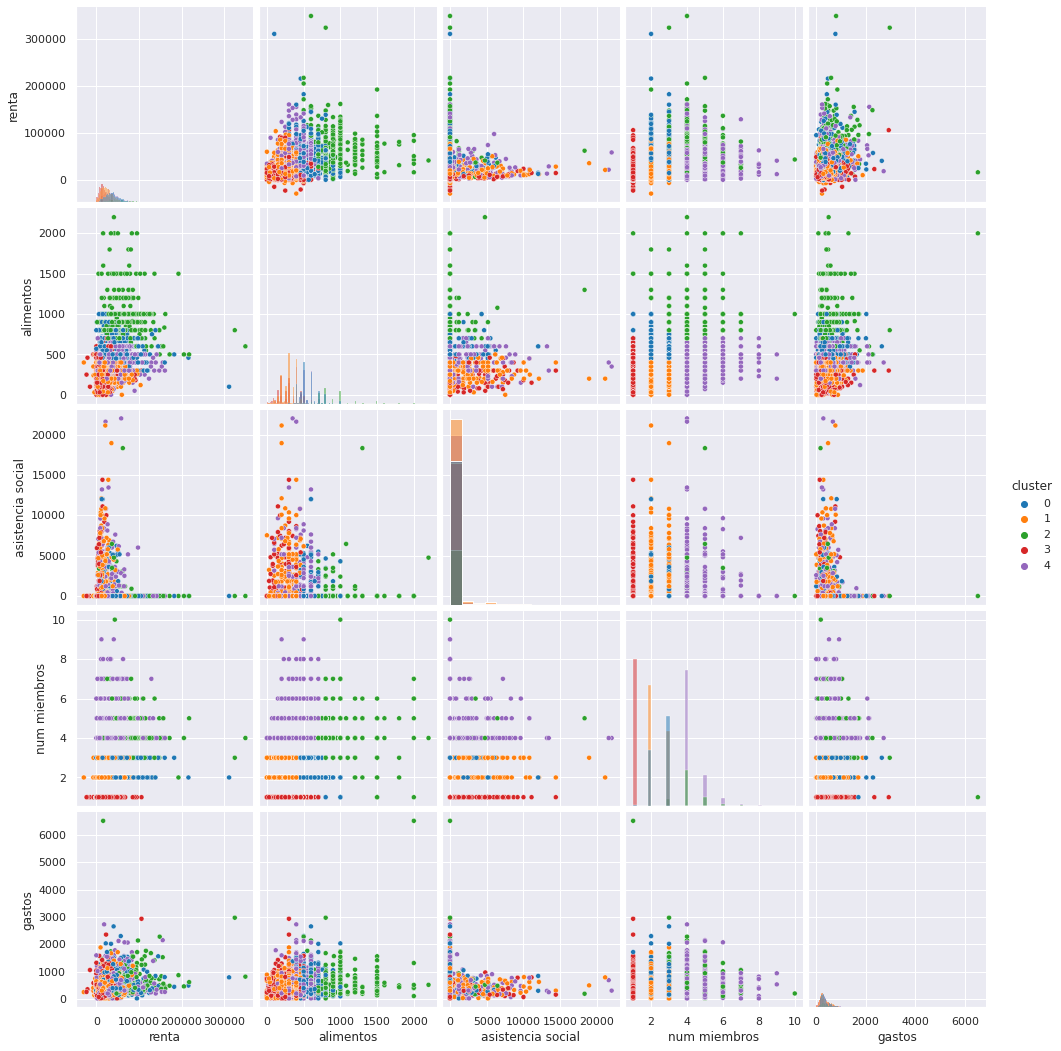 300000
200000
100000
0
renta
2000
1500
1000
500
0
alimentos
20000
15000
10000
5000
0
asistencia social
10
8
6
4
2
num miembros
6000
5000
4000
3000
2000
1000
0
gastos
0 100000 200000 300000
renta
0 500 1000 1500 2000
alimentos
0 5000 10000 15000 20000
asistencia social
2 4 6 8 10
num miembros
0 2000 4000 6000
gastos
cluster
0
1
2
3
4